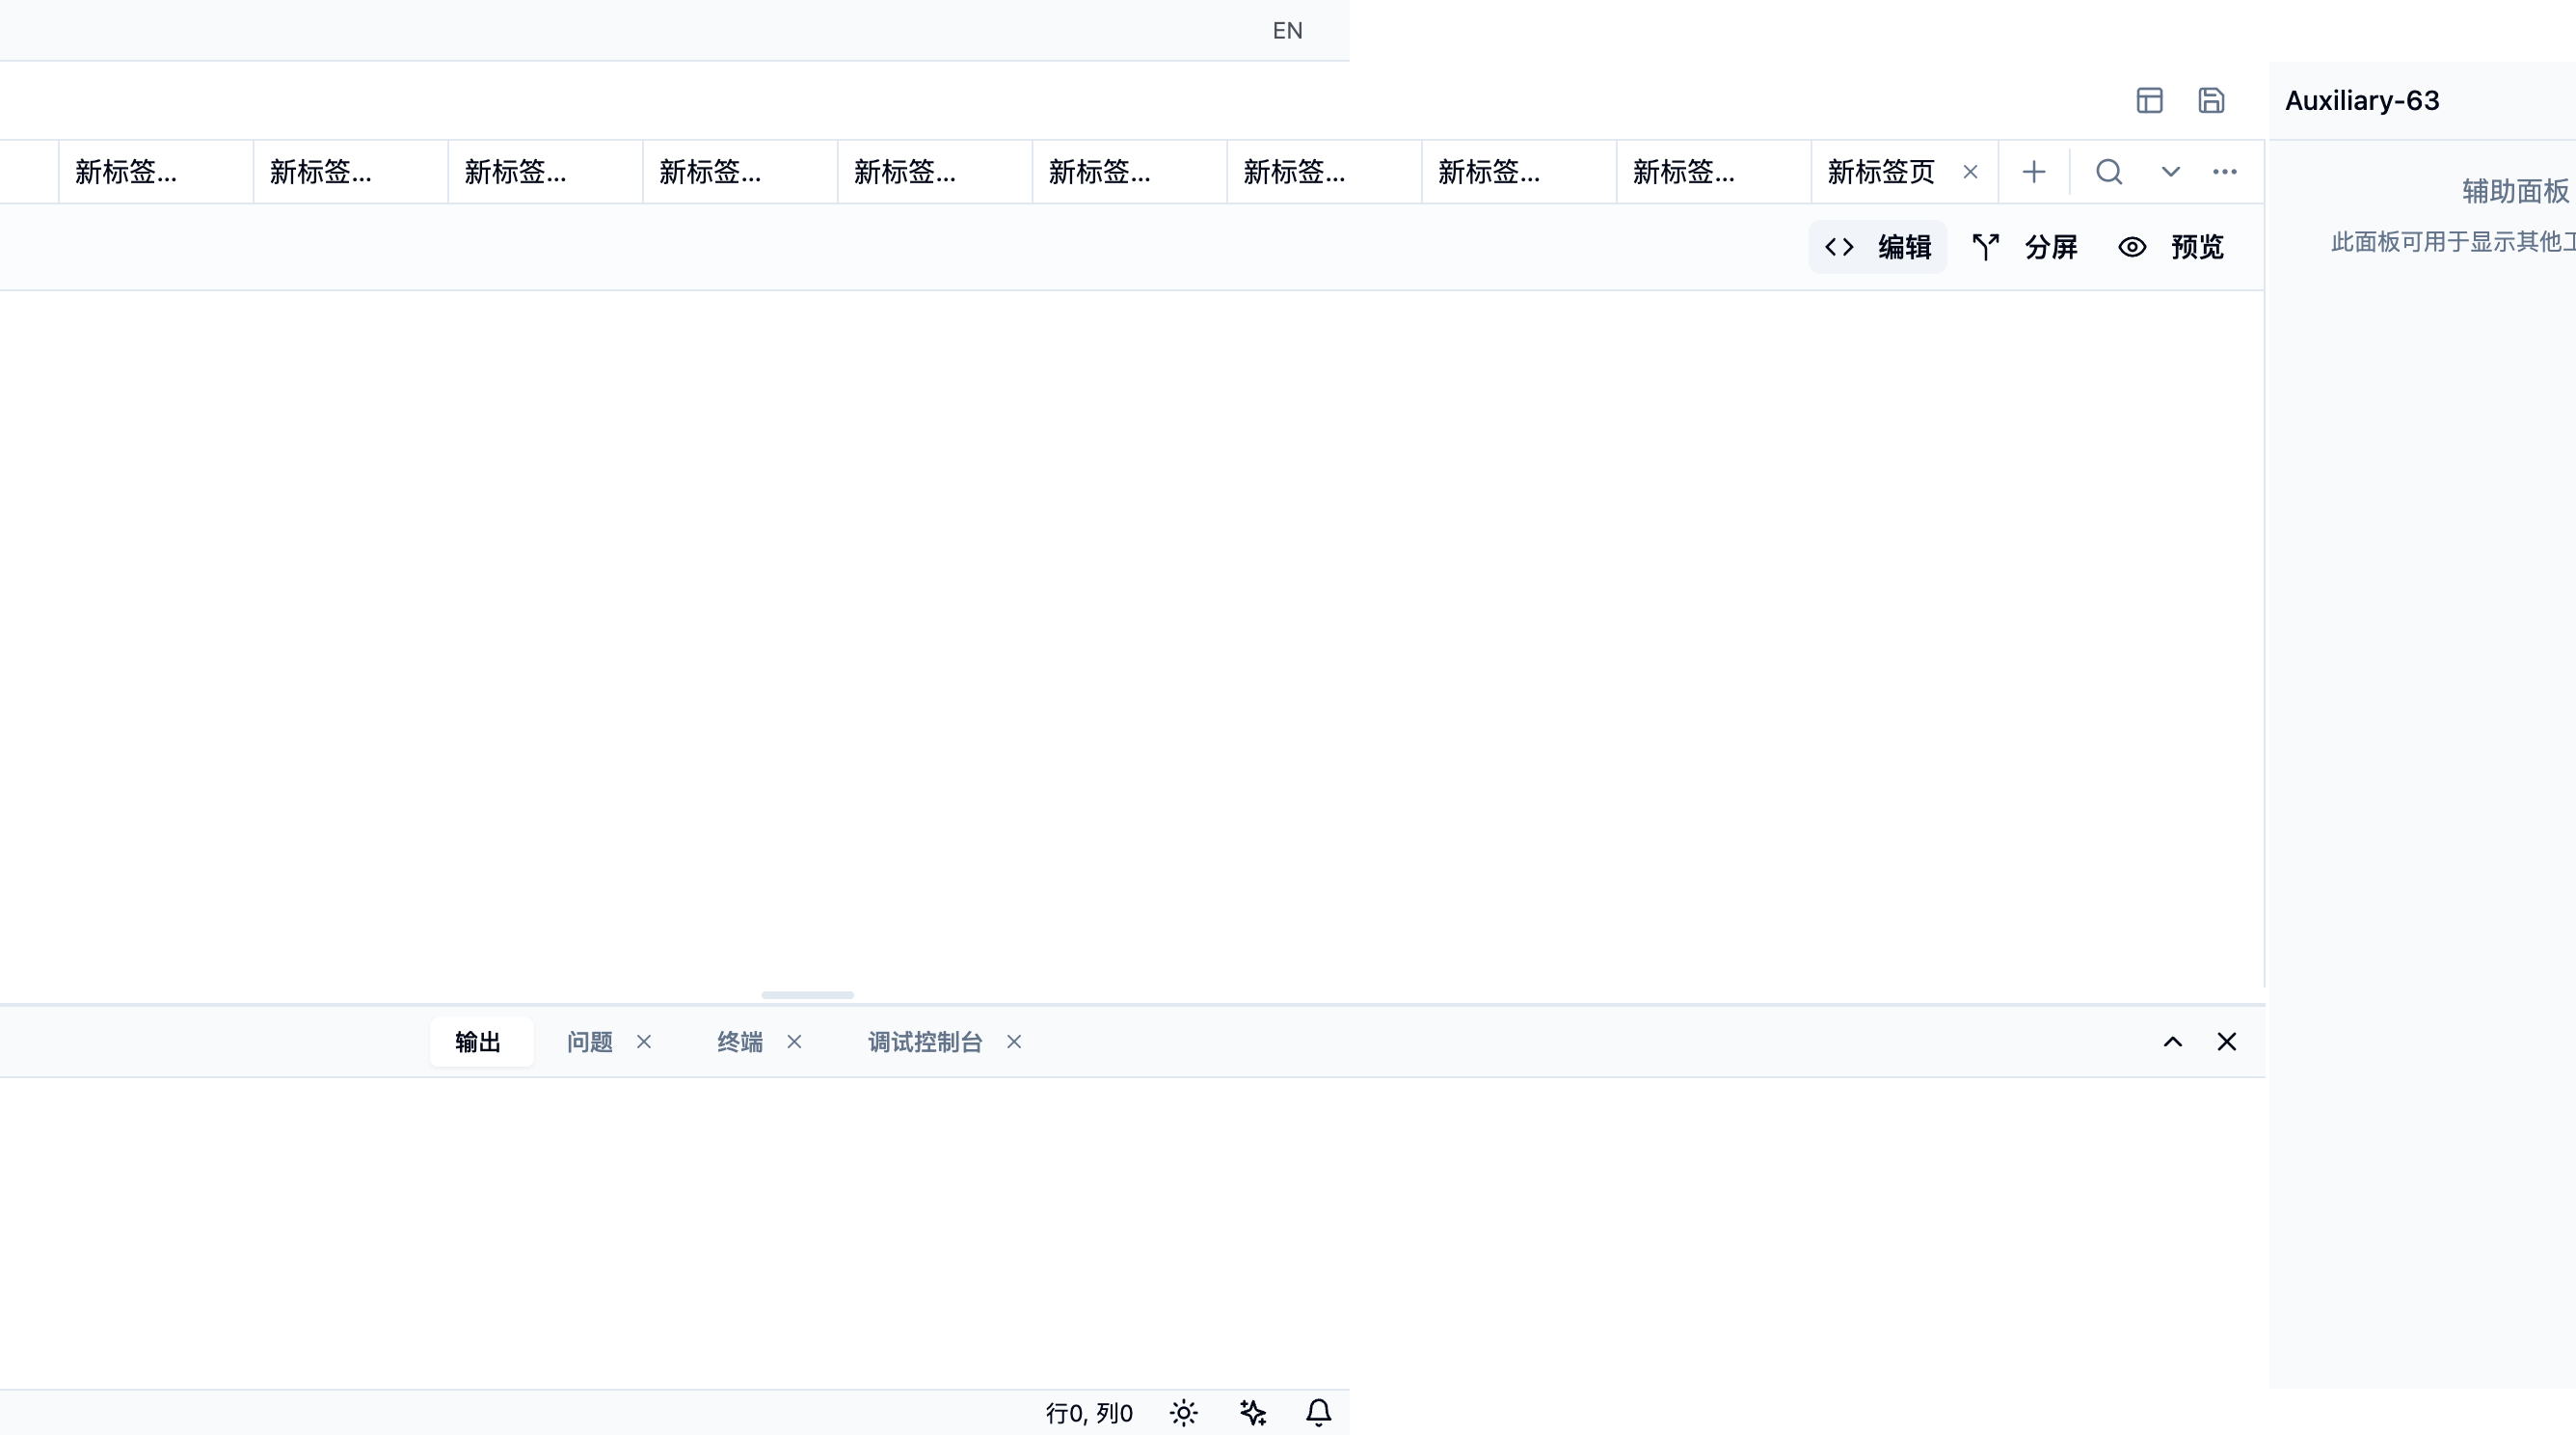 EN
Auxiliary-63
新标签... 新标签... 新标签... 新标签... 新标签... 新标签... 新标签... 新标签... 新标签... 新标签页
辅助面板
编辑 分屏 预览
此面板可用于显示其他
输出 问题 终端 调试控制台
行0, 列0